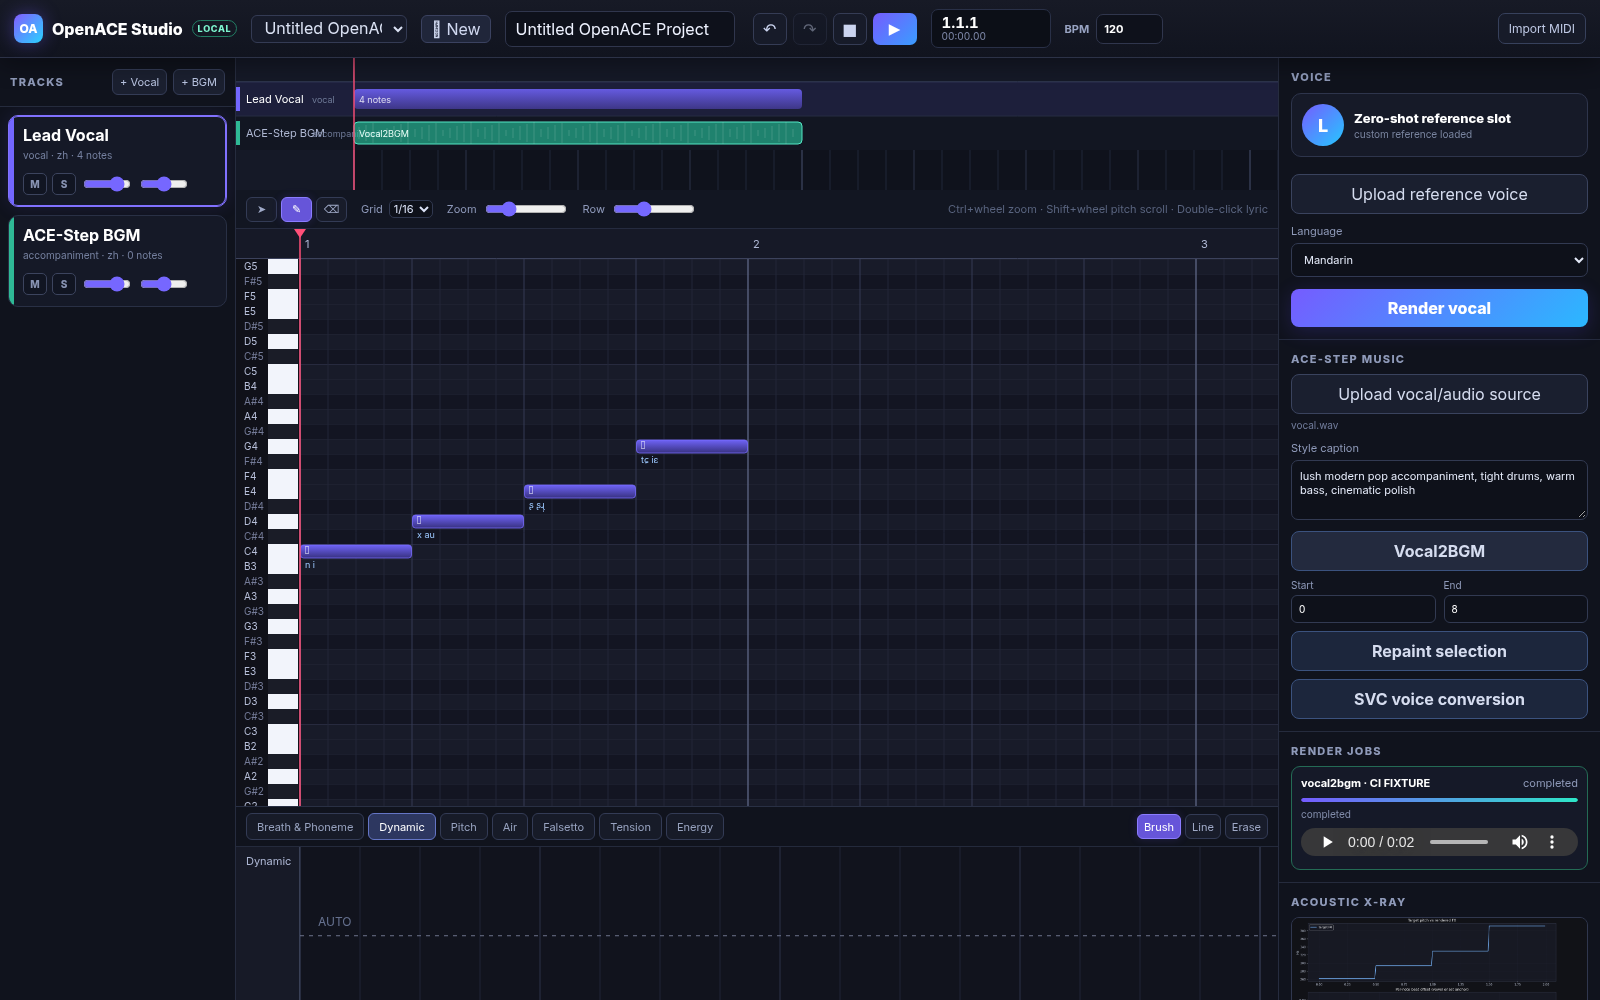 OA OpenACE Studio LOCAL Untitled OpenAC New Untitled OpenACE Project 1.1.1 00:00.00 BPM 120 Import MIDI
TRACKS + Vocal + BGM
Lead Vocal
vocal · zh · 4 notes
M S
ACE-Step BGM
accompaniment · zh · 0 notes
M S
Lead Vocal vocal 4 notes
ACE-Step BGM Vocal2BGM
Grid 1/16 Zoom Row Ctrl+wheel zoom · Shift+wheel pitch scroll · Double-click lyric
1 2 3
G5
F#5
F5
E5
D#5
D5
C#5
C5
B4
A#4
A4
G#4
G4
F#4 tɕ iɛ
F4
E4
D#4
D4
C#4 x au
C4
B3 n i
A#3
A3
G#3
G3
F#3
F3
E3
D#3
D3
C#3
C3
B2
A#2
A2
G#2
Breath & Phoneme Dynamic Pitch Air Falsetto Tension Energy Brush Line Erase
Dynamic
AUTO
VOICE
L Zero-shot reference slot
custom reference loaded
Upload reference voice
Language
Mandarin
Render vocal
ACE-STEP MUSIC
Upload vocal/audio source
vocal.wav
Style caption
lush modern pop accompaniment, tight drums, warm
bass, cinematic polish
Vocal2BGM
Start End
0 8
Repaint selection
SVC voice conversion
RENDER JOBS
vocal2bgm · CI FIXTURE completed
completed
0:00 / 0:02
ACOUSTIC X-RAY